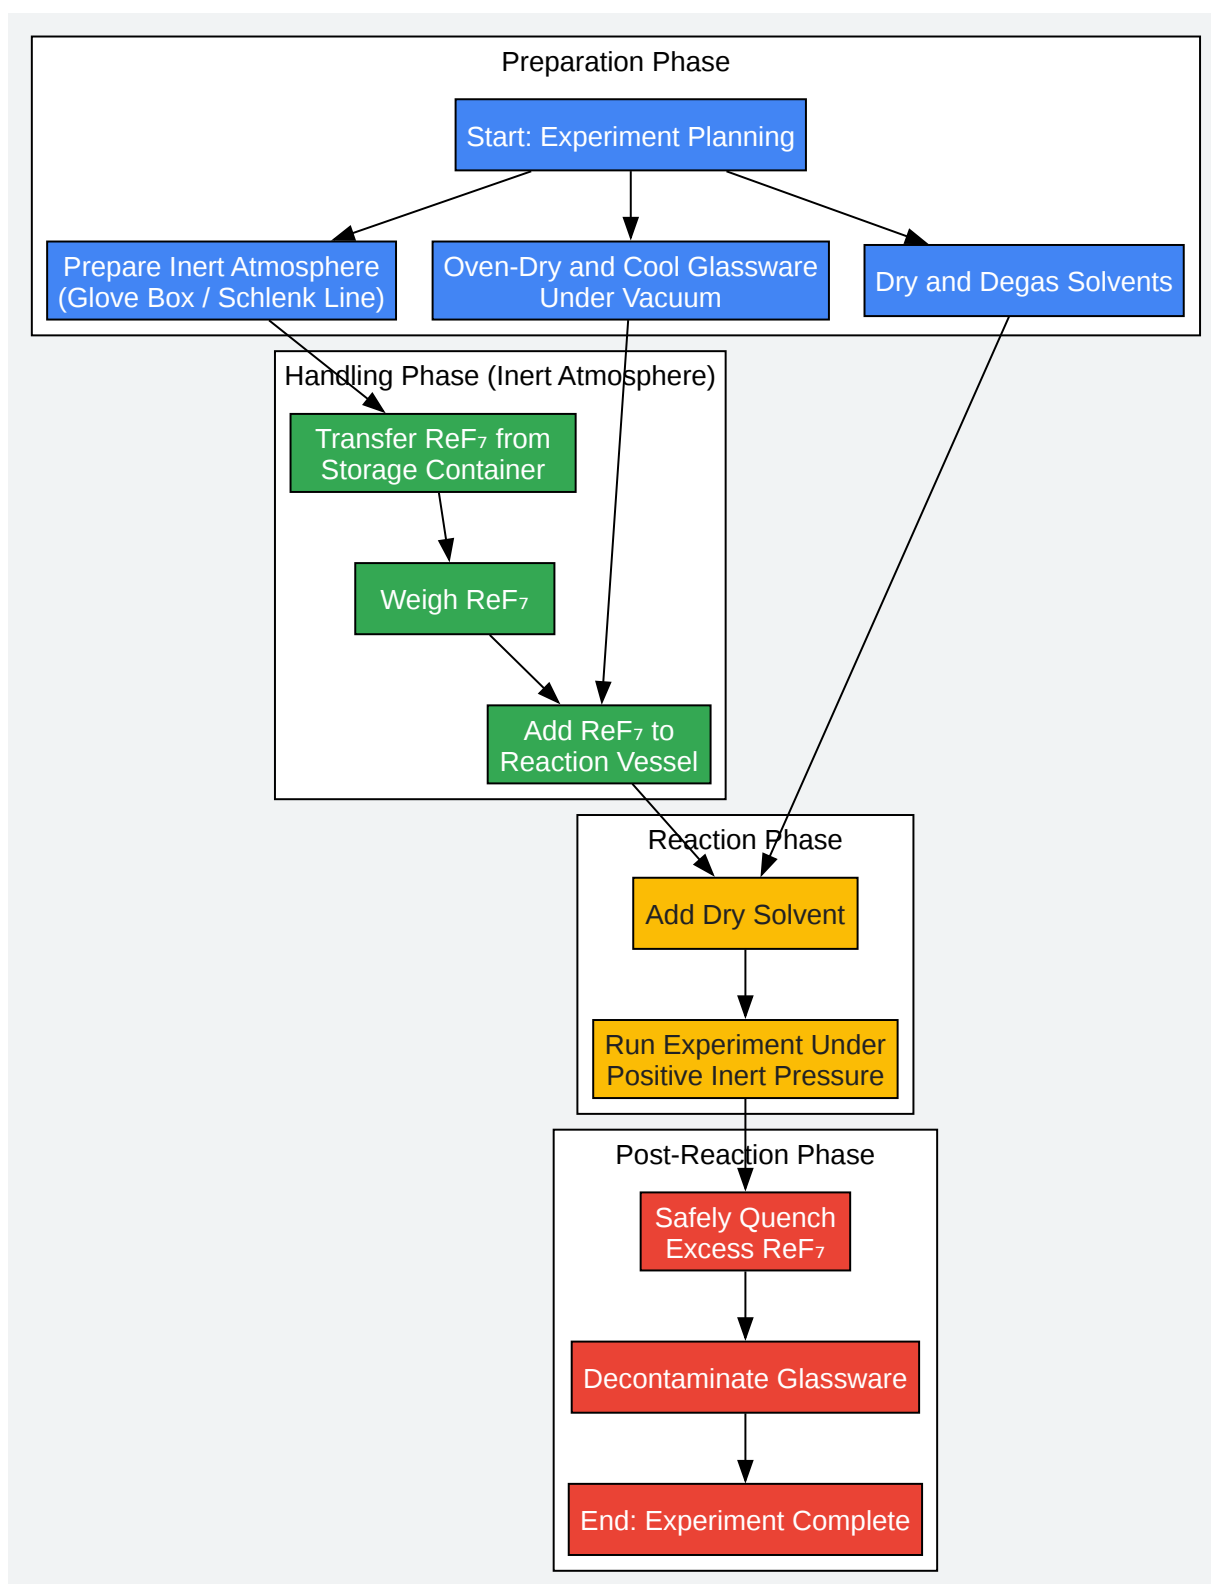 Preparation Phase
Start: Experiment Planning
Prepare Inert Atmosphere
(Glove Box / Schlenk Line)
Oven-Dry and Cool Glassware
Under Vacuum
Dry and Degas Solvents
Handling Phase (Inert Atmosphere)
Transfer ReF₇ from
Storage Container
Weigh ReF₇
Add ReF₇ to
Reaction Vessel
Reaction Phase
Add Dry Solvent
Run Experiment Under
Positive Inert Pressure
Post-Reaction Phase
Safely Quench
Excess ReF₇
Decontaminate Glassware
End: Experiment Complete